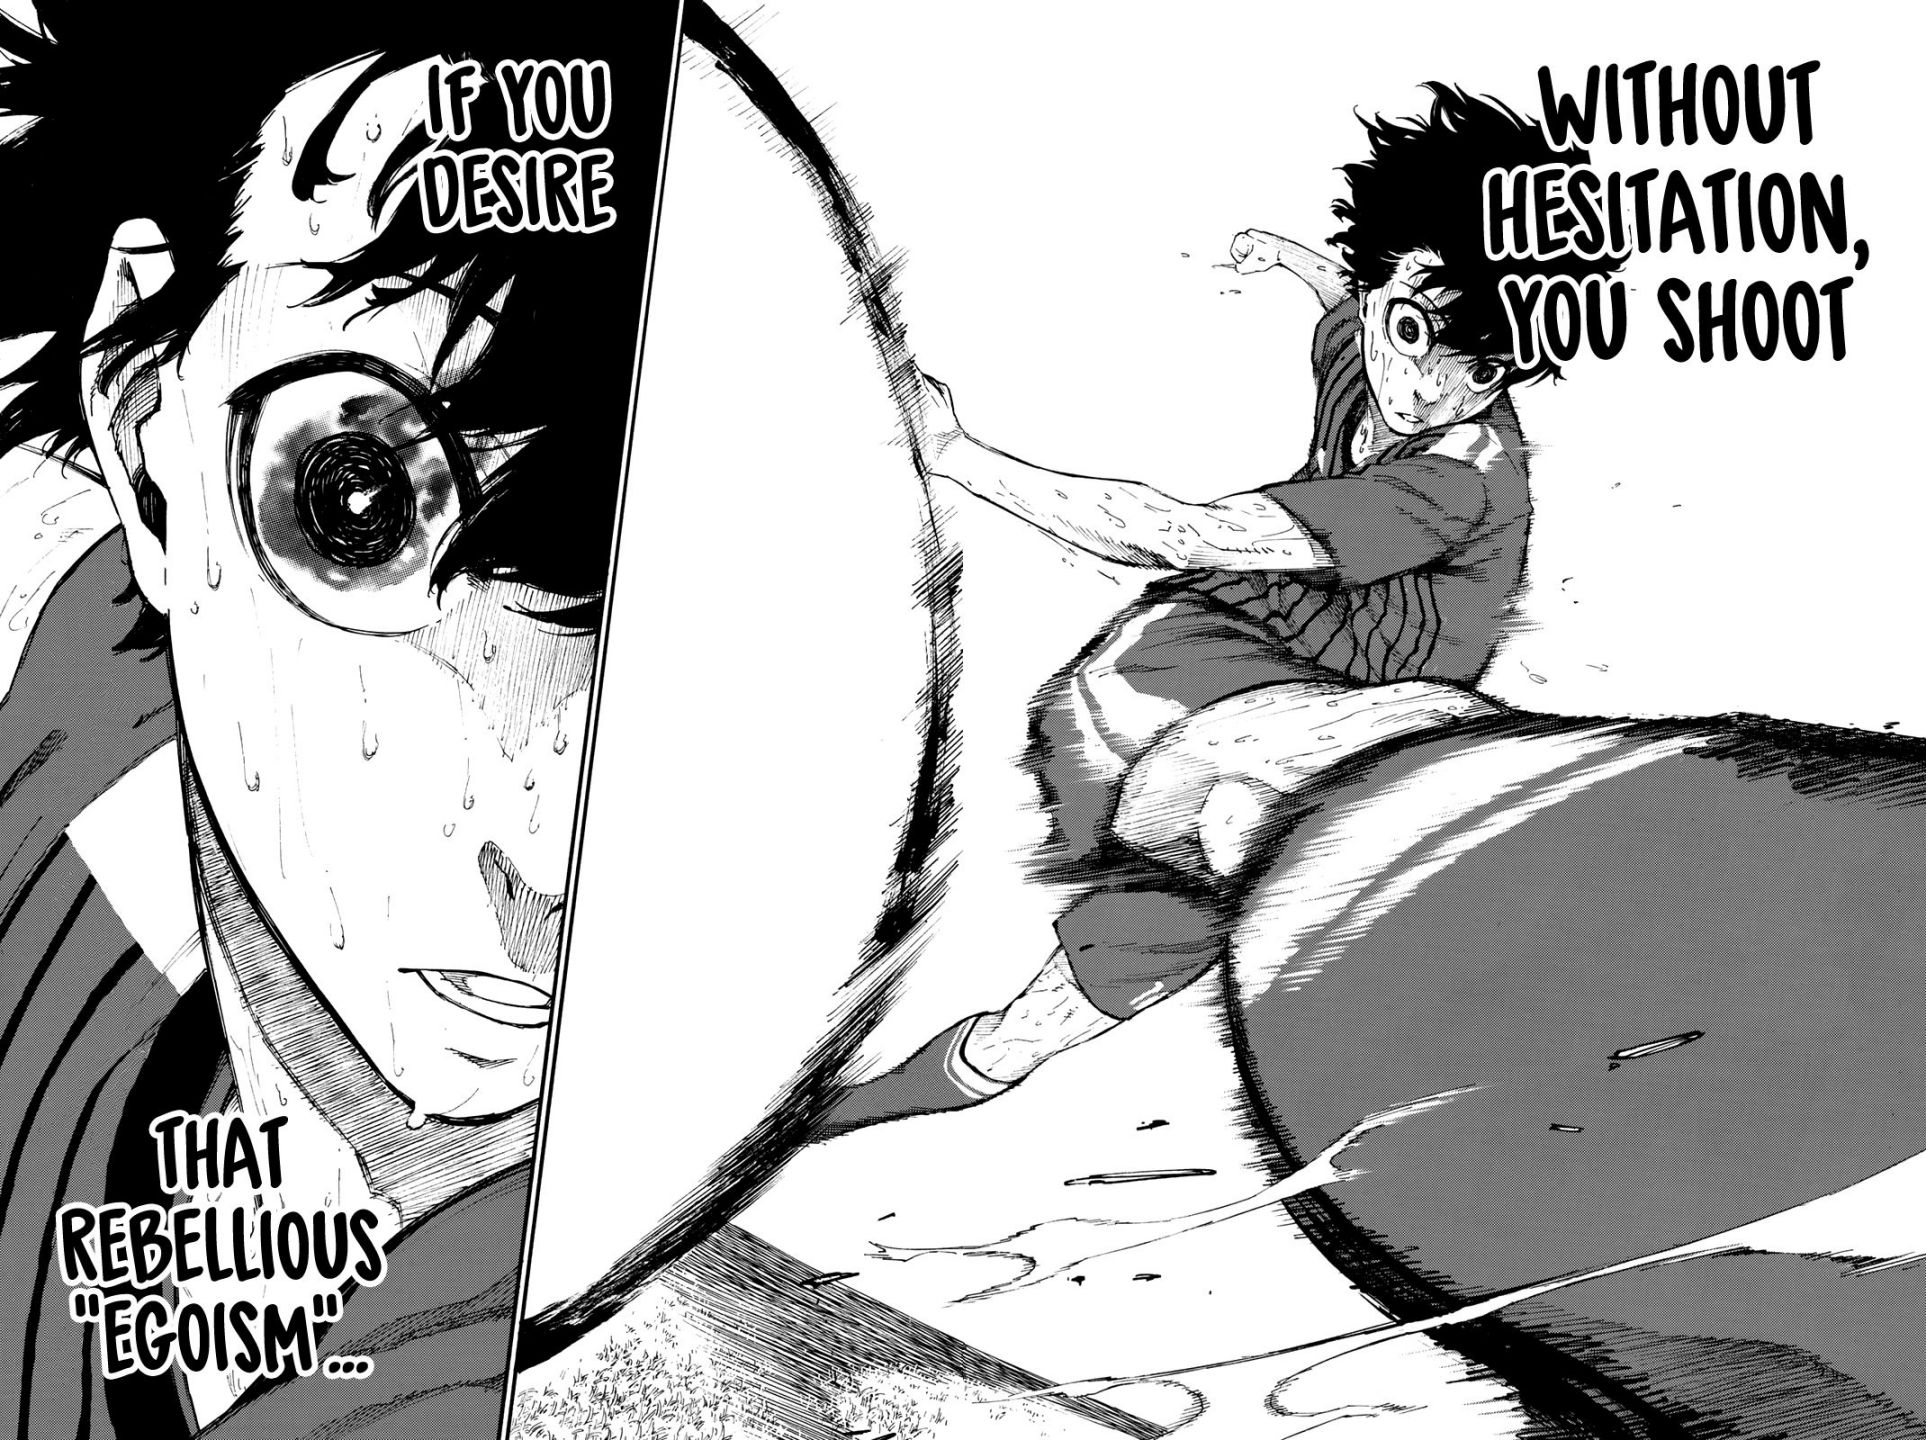 WITHOUT
HESITATION,
YOU SHOOT
IF YOU
DESIRE
THAT
REBELLIOUS
"EGOISM"...